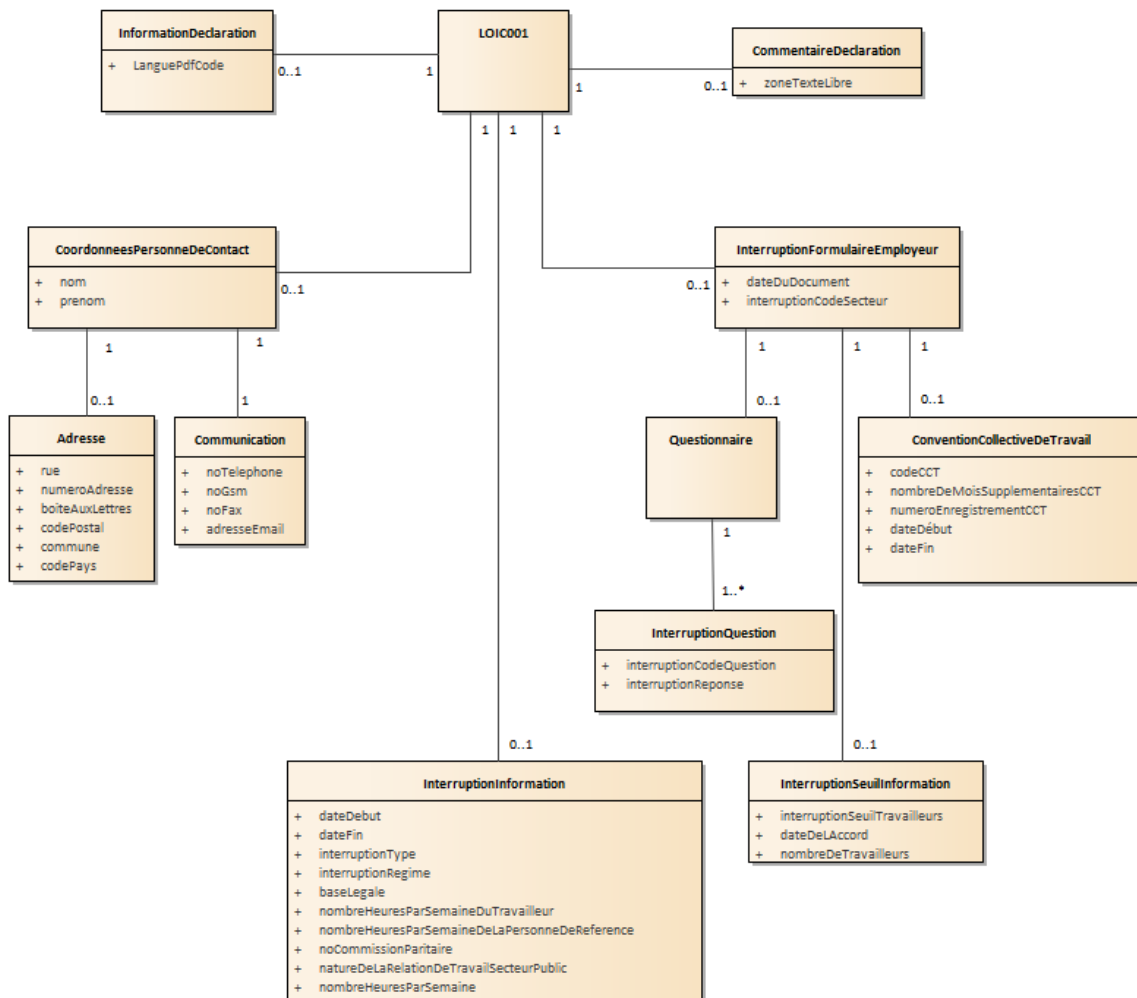 InformationDeclaration
+ LanguePdfCode
LOIC001
CommentaireDeclaration
+ zoneTexteLibre
0..1
1
1
0..1
1
1
1
CoordonneesPersonneDeContact
+ nom
+ prenom
0..1
InterruptionFormulaireEmployeur
+ dateDuDocument
+ interruptionCodeSecteur
0..1
1
1
1
1
1
0..1
1
0..1
0..1
Adresse
+ rue
+ numeroAdresse
+ boiteAuxLettres
+ codePostal
+ commune
+ codePays
Communication
+ noTelephone
+ noGsm
+ noFax
+ adresseEmail
Questionnaire
ConventionCollectiveDeTravail
+ codeCCT
+ nombreDeMoisSupplementairesCCT
+ numeroEnregistrementCCT
+ dateDébut
+ dateFin
1
1..*
InterruptionQuestion
+ interruptionCodeQuestion
+ interruptionReponse
0..1
0..1
InterruptionInformation
+ dateDebut
+ dateFin
+ interruptionType
+ interruptionRegime
+ baseLegale
+ nombreHeuresParSemaineDuTravailleur
+ nombreHeuresParSemaineDeLaPersonneDeReference
+ noCommissionParitaire
+ natureDeLaRelationDeTravailSecteurPublic
+ nombreHeuresParSemaine
InterruptionSeuilInformation
+ interruptionSeuilTravailleurs
+ dateDeLAccord
+ nombreDeTravailleurs